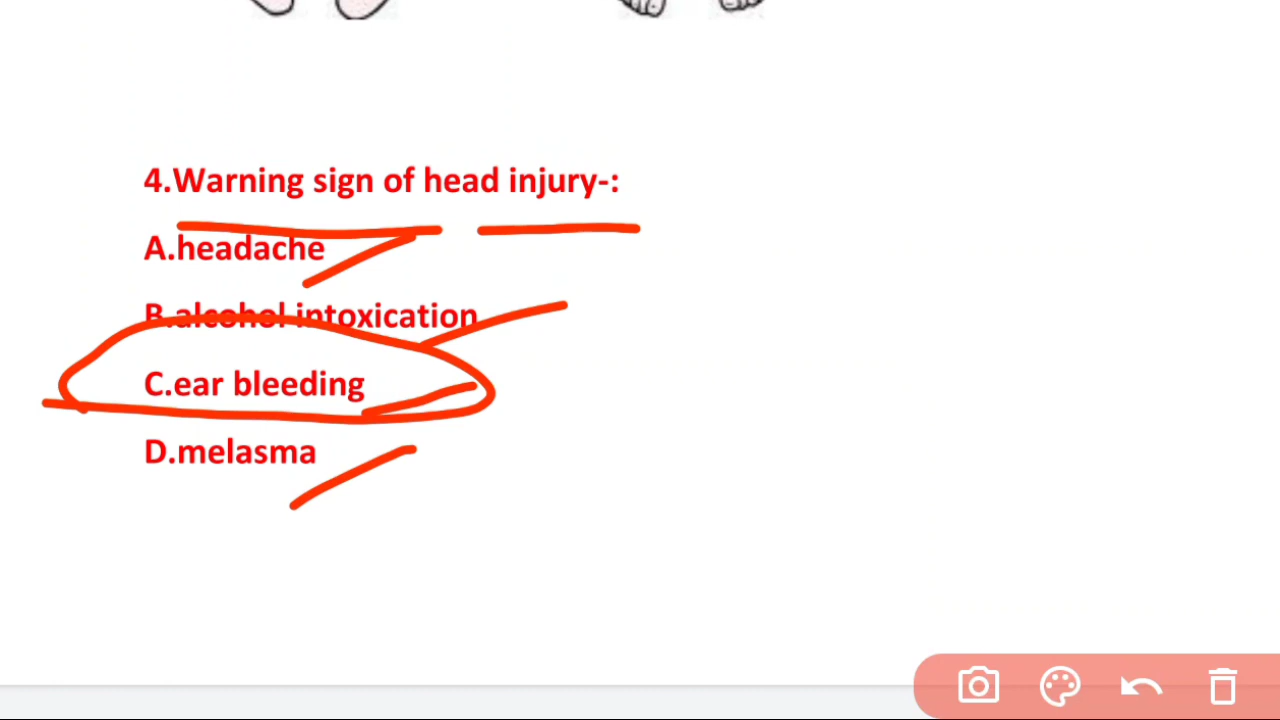 4.Warning sign of head injury-:
A.headache
B.alcohol intoxication
C.ear bleeding
D.melasma